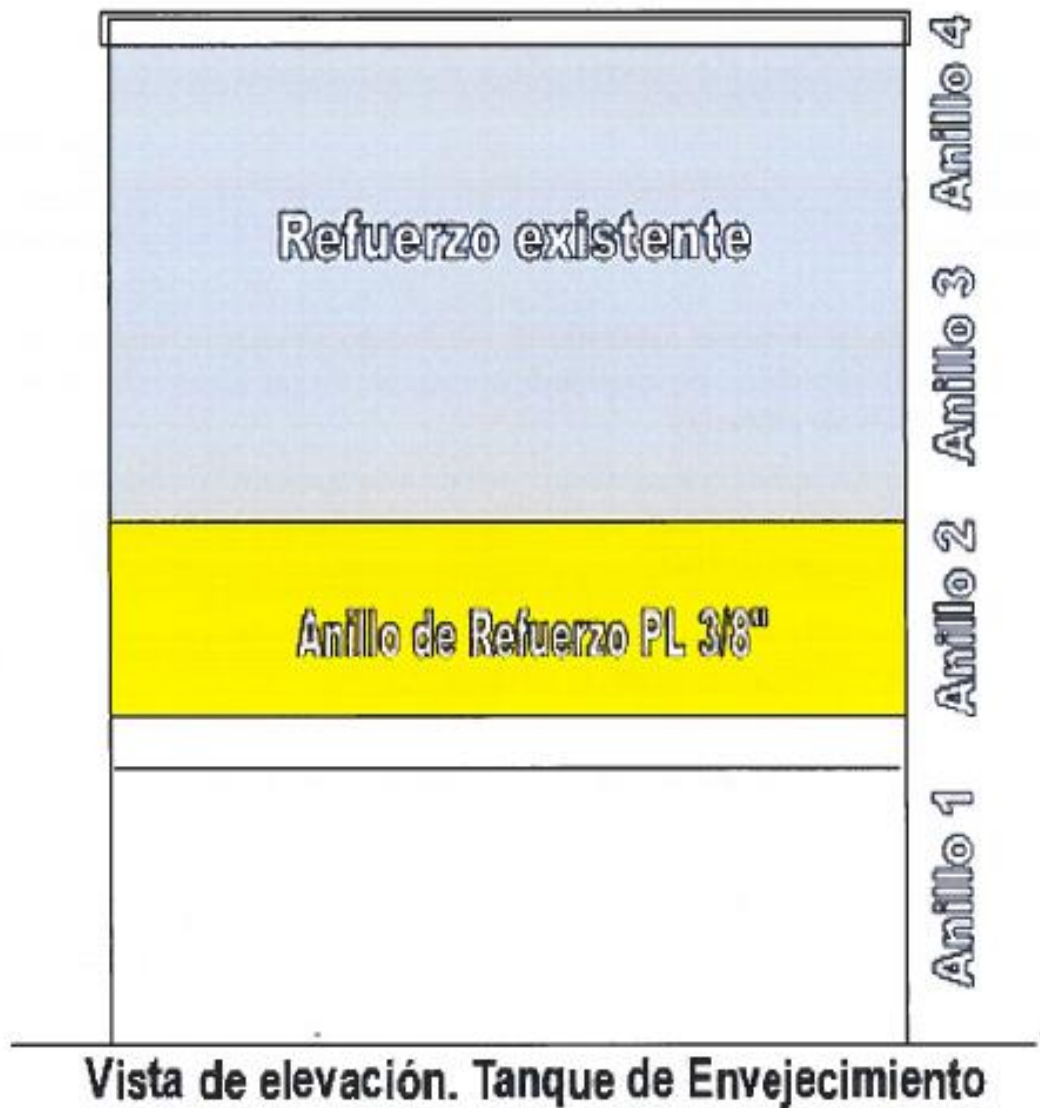 Anillo 4
Refuerzo existente
Anillo 3
Anillo 2
Anillo de Refuerzo PL 3/8"
Anillo 1
Vista de elevación. Tanque de Envejecimiento